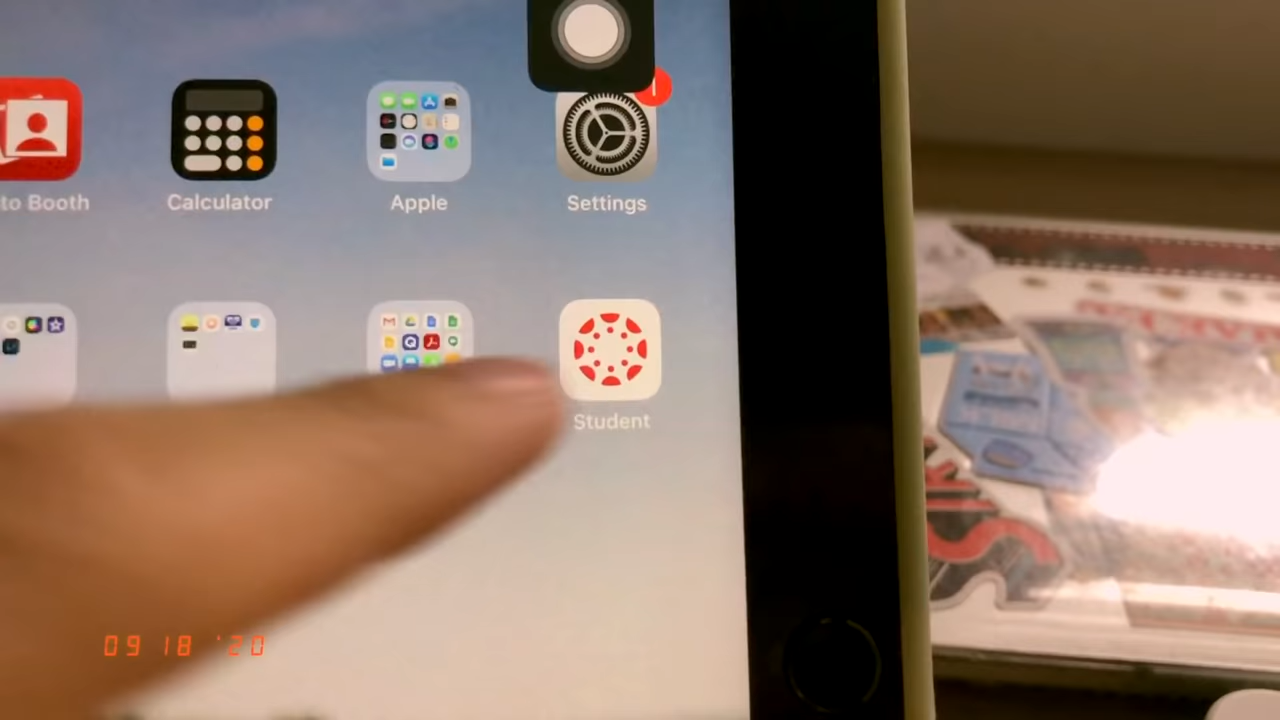 to Booth
Calculator
Apple
Settings
Student
09 18 '20